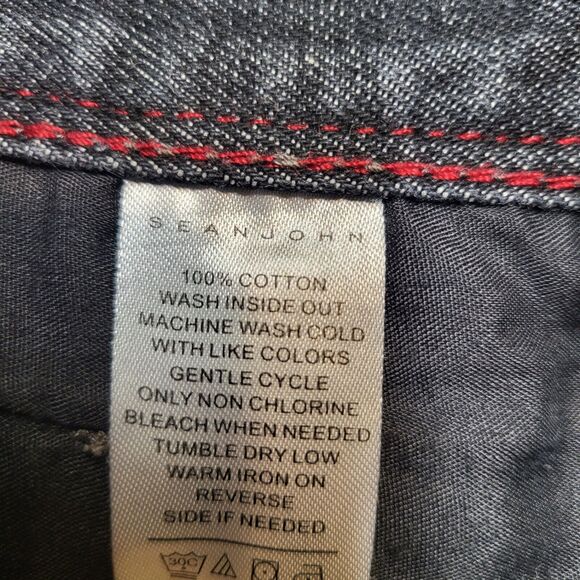 SEANJOHN
100% COTTON
WASH INSIDE OUT
MACHINE WASH COLD
WITH LIKE COLORS
GENTLE CYCLE
ONLY NON CHLORINE
BLEACH WHEN NEEDED
TUMBLE DRY LOW
WARM IRON ON
REVERSE
SIDE IF NEEDED
30C